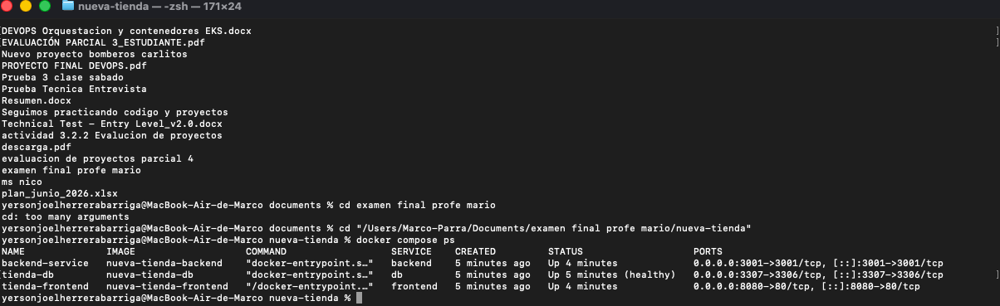 nueva-tienda — -zsh — 171×24
DEVOPS Orquestacion y contenedores EKS.docx
EVALUACIÓN PARCIAL 3_ESTUDIANTE.pdf
Nuevo proyecto bomberos carlitos
PROYECTO FINAL DEVOPS.pdf
Prueba 3 clase sabado
Prueba Tecnica Entrevista
Resumen.docx
Seguimos practicando codigo y proyectos
Technical Test – Entry Level_v2.0.docx
actividad 3.2.2 Evalucion de proyectos
descarga.pdf
evaluacion de proyectos parcial 4
examen final profe mario
ms nico
plan_junio_2026.xlsx
yersonjoelherrerabarriga@MacBook-Air-de-Marco documents % cd examen final profe mario
cd: too many arguments
yersonjoelherrerabarriga@MacBook-Air-de-Marco documents % cd "/Users/Marco-Parra/Documents/examen final profe mario/nueva-tienda"
yersonjoelherrerabarriga@MacBook-Air-de-Marco nueva-tienda % docker compose ps
NAME IMAGE COMMAND SERVICE CREATED STATUS PORTS
backend-service nueva-tienda-backend "docker-entrypoint.s…" backend 5 minutes ago Up 4 minutes 0.0.0.0:3001->3001/tcp, [::]:3001->3001/tcp
tienda-db nueva-tienda-db "docker-entrypoint.s…" db 5 minutes ago Up 5 minutes (healthy) 0.0.0.0:3307->3306/tcp, [::]:3307->3306/tcp
tienda-frontend nueva-tienda-frontend "/docker-entrypoint.…" frontend 5 minutes ago Up 4 minutes 0.0.0.0:8080->80/tcp, [::]:8080->80/tcp
yersonjoelherrerabarriga@MacBook-Air-de-Marco nueva-tienda %